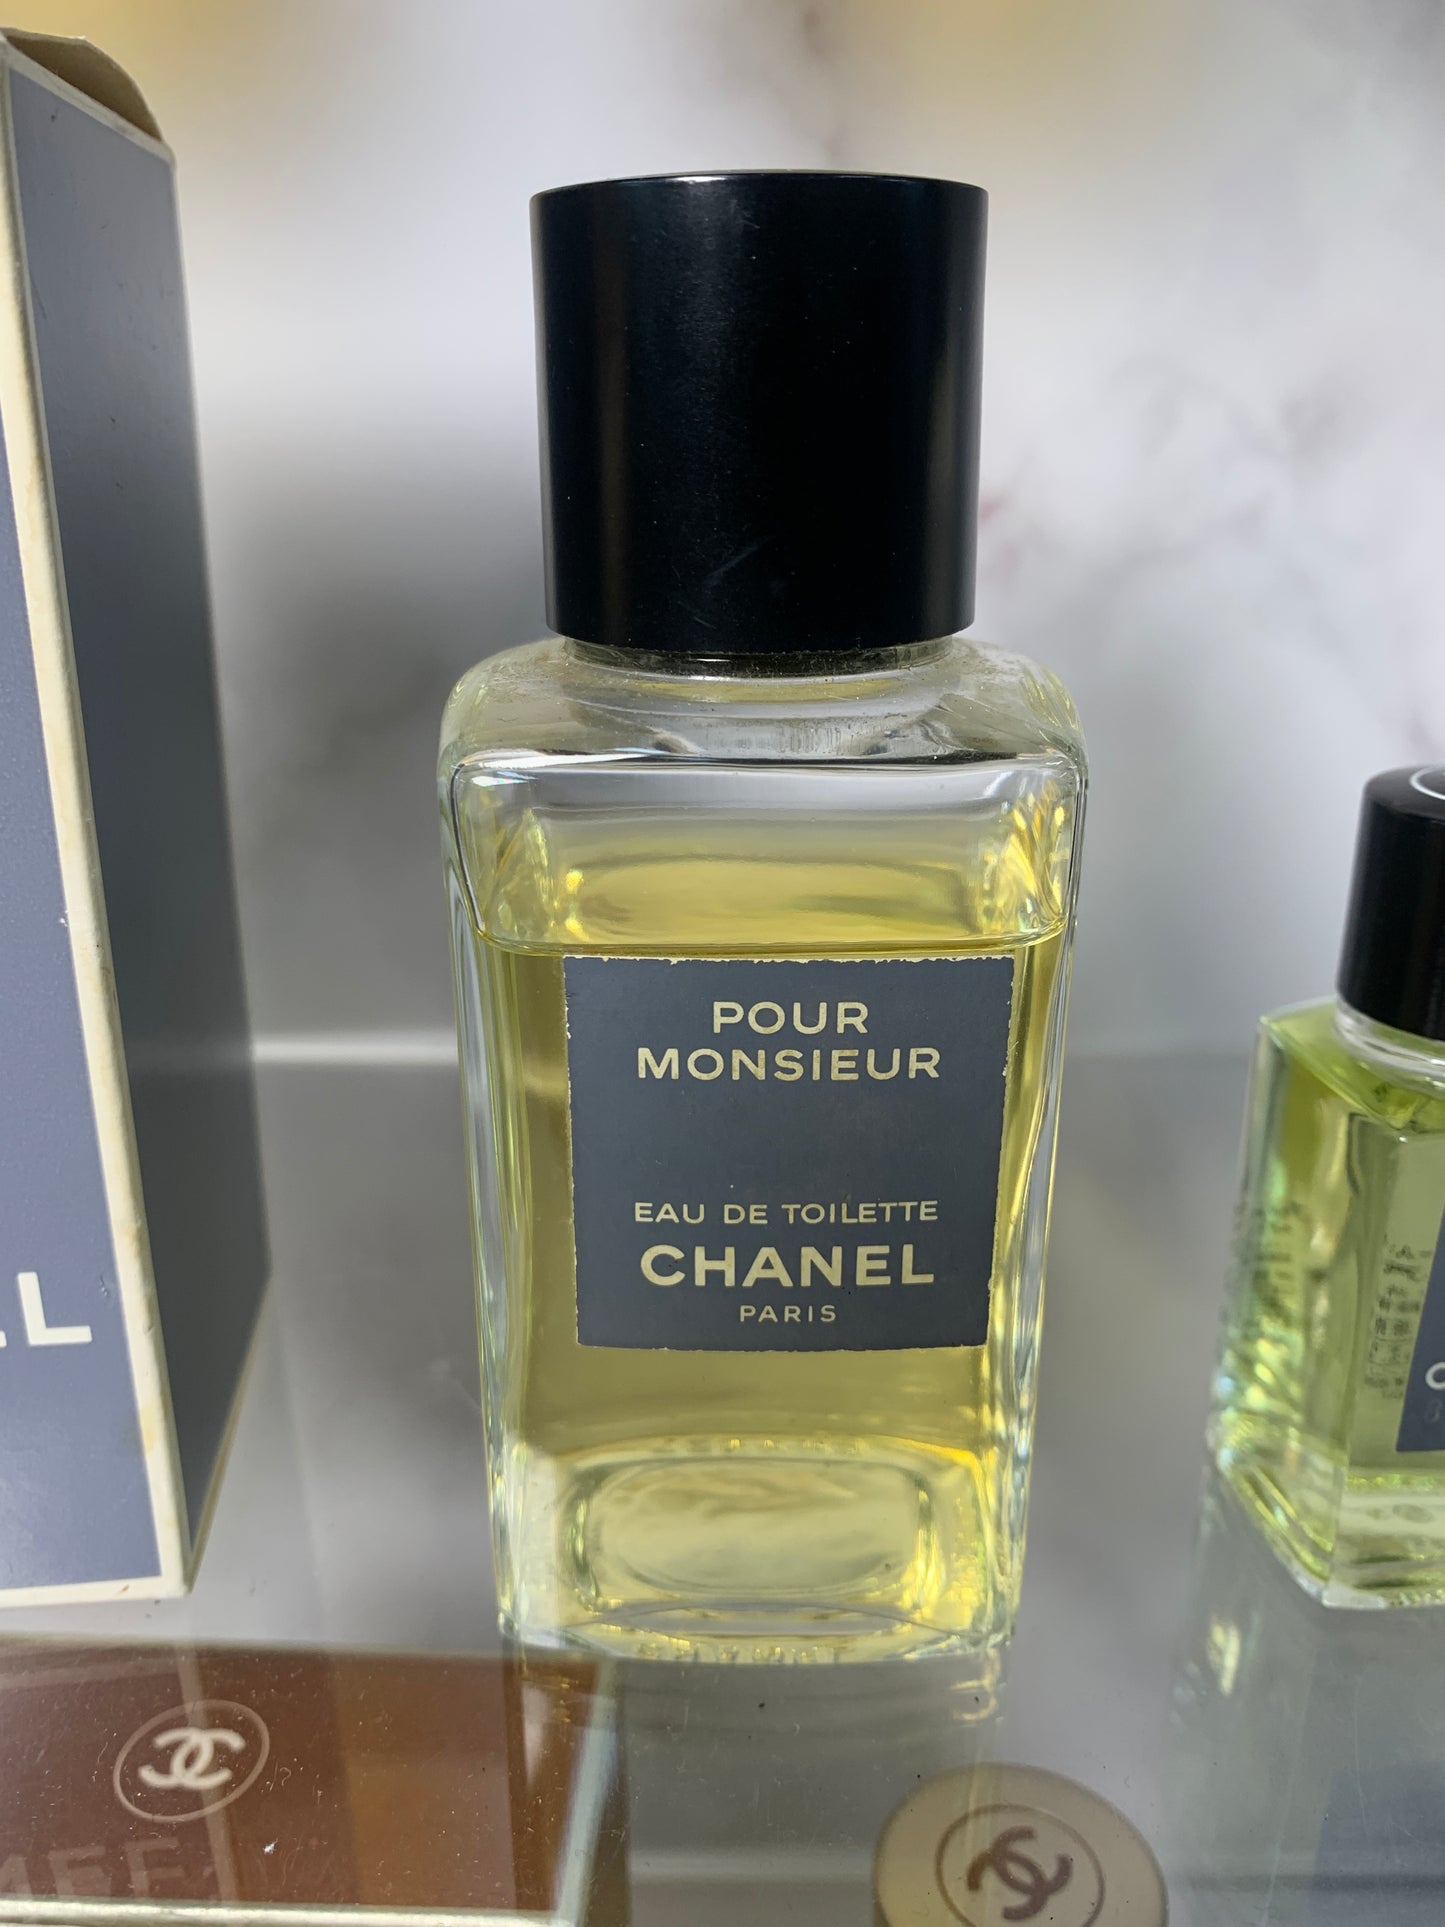 POUR
MONSIEUR
EAU DE TOILETTE
CHANEL
PARIS